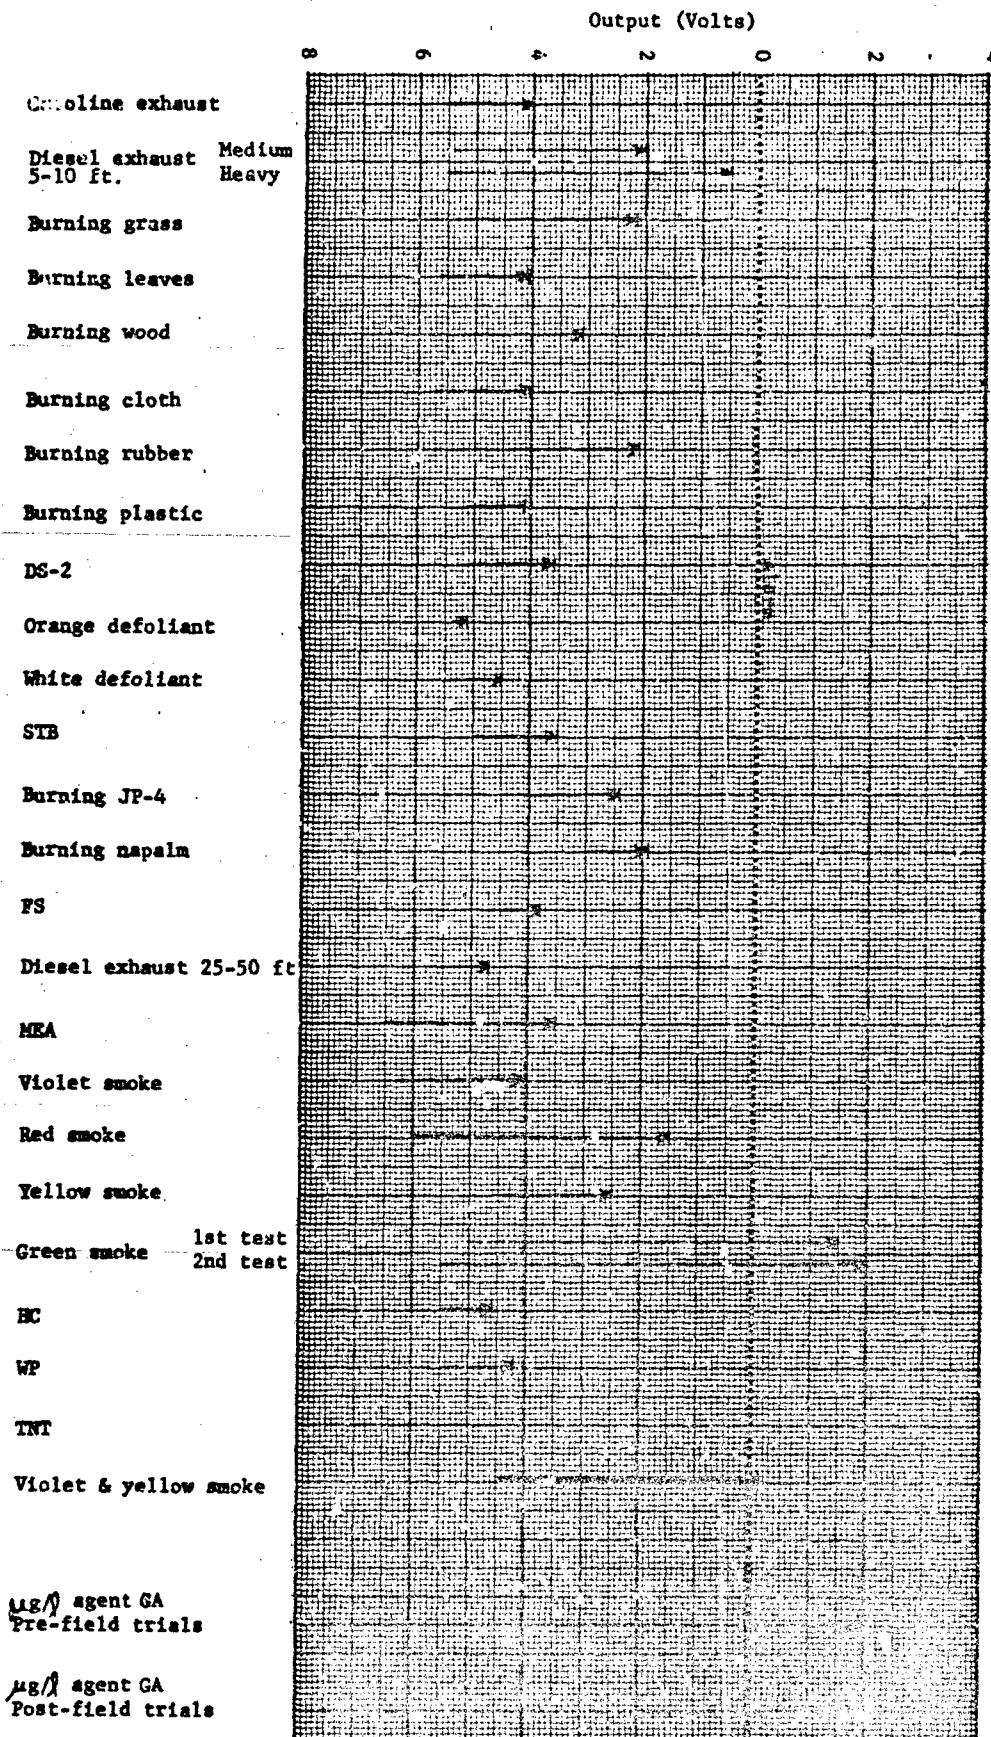 Output (Volts)
8 6 4 2 0 2
exhaust
Diesel exhaust Medium
5-10 ft. Heavy
Burning grass
Burning leaves
Burning wood
Burning cloth
Burning rubber
Burning plastic
DS-2
Orange defoliant
White defoliant
STB
Burning JP-4
Burning napalm
FS
Diesel exhaust 25-50 ft
MEA
Violet smoke
Red smoke
Yellow smoke
Green smoke 1st test
2nd test
HC
WP
TNT
Violet & yellow smoke
μg/l agent GA
Pre-field trials
μg/l agent GA
Post-field trials